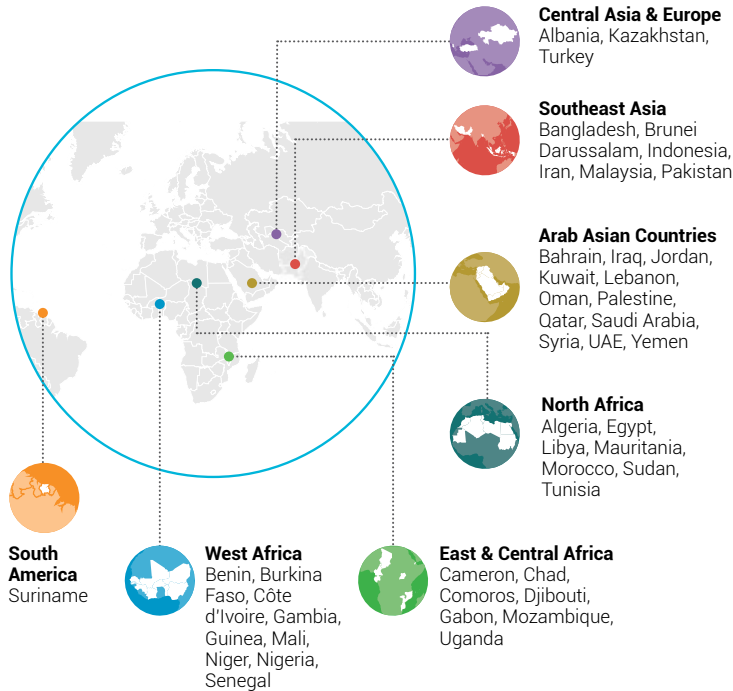 Central Asia & Europe
Albania, Kazakhstan,
Turkey
Southeast Asia
Bangladesh, Brunei
Darussalam, Indonesia,
Iran, Malaysia, Pakistan
Arab Asian Countries
Bahrain, Iraq, Jordan,
Kuwait, Lebanon,
Oman, Palestine,
Qatar, Saudi Arabia,
Syria, UAE, Yemen
North Africa
Algeria, Egypt,
Libya, Mauritania,
Morocco, Sudan,
Tunisia
South
America
Suriname
West Africa
Benin, Burkina
Faso, Côte
d'Ivoire, Gambia,
Guinea, Mali,
Niger, Nigeria,
Senegal
East & Central Africa
Cameron, Chad,
Comoros, Djibouti,
Gabon, Mozambique,
Uganda